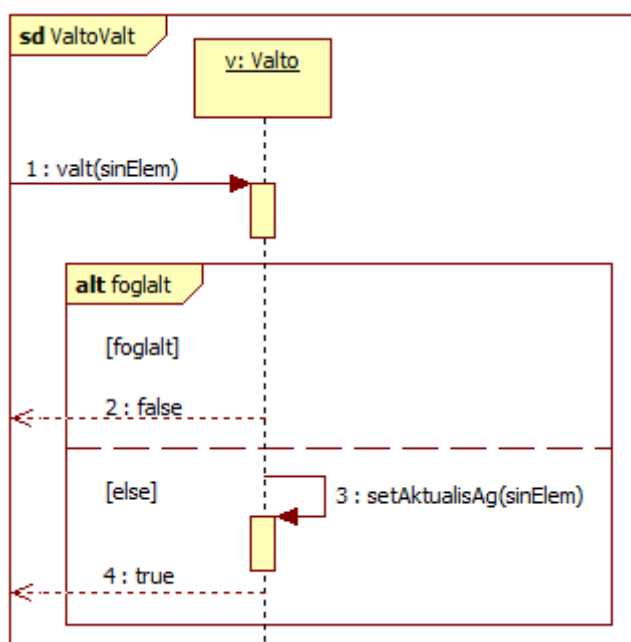 sd ValtoValt
v: Valto
1 : valt(sinElem)
alt foglalt
[foglalt]
2 : false
[else]
3 : setAktualisAg(sinElem)
4 : true